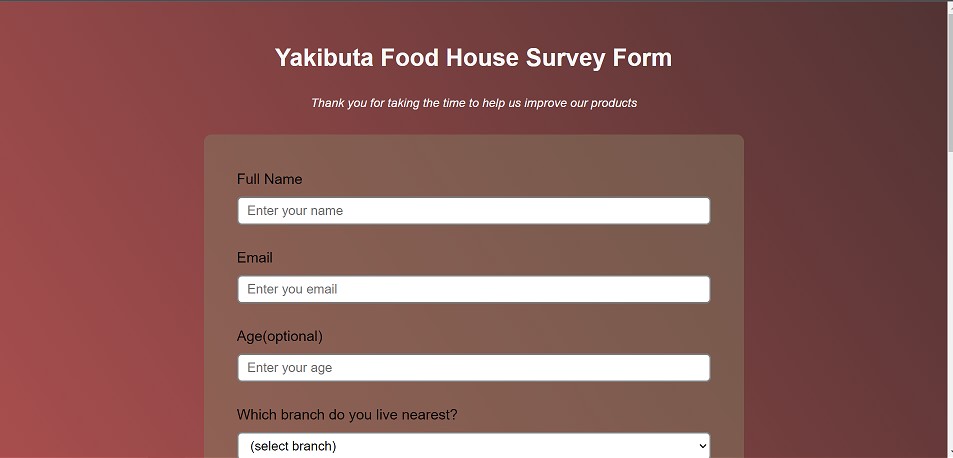 Yakibuta Food House Survey Form
Thank you for taking the time to help us improve our products
Full Name
Enter your name
Email
Enter you email
Age(optional)
Enter your age
Which branch do you live nearest?
(select branch)